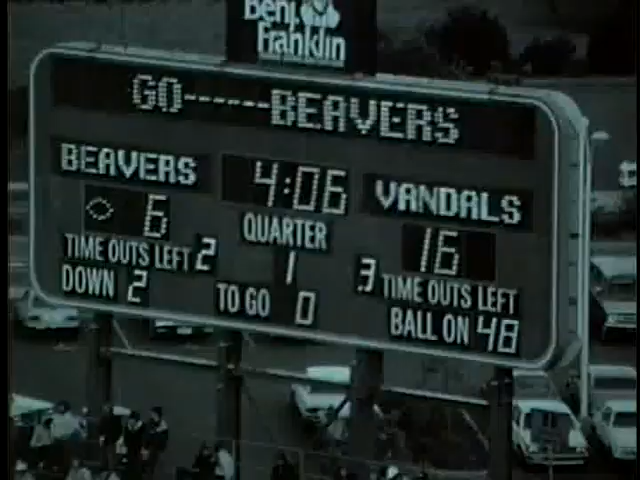 Benj.
Franklin
GO------BEAVERS
BEAVERS 4:06 VANDALS
6 QUARTER 16
TIME OUTS LEFT 2 1 3 TIME OUTS LEFT
DOWN 2 TO GO 0 BALL ON 48